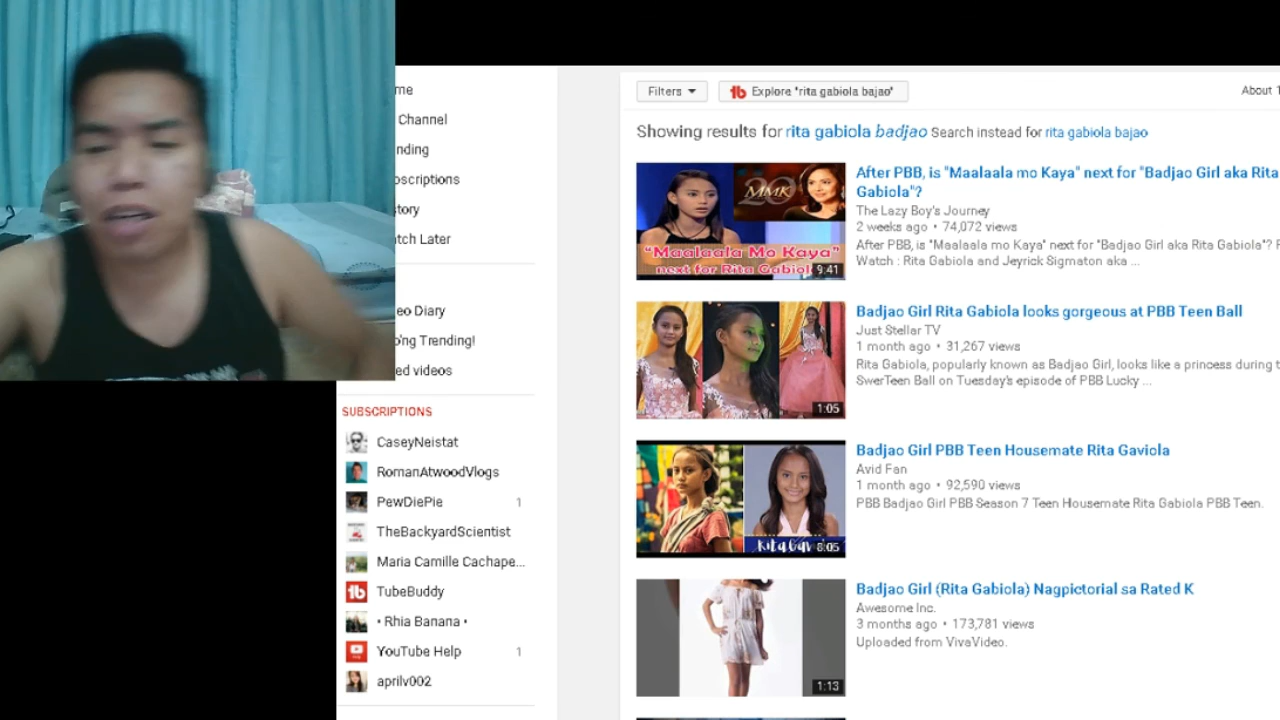 me
Channel
nding
oscriptions
story
atch Later
eo Diary
o'ng Trending!
ed videos
SUBSCRIPTIONS
CaseyNeistat
RomanAtwoodVlogs
PewDiePie 1
TheBackyardScientist
Maria Camille Cachape...
TubeBuddy
• Rhia Banana •
YouTube Help 1
aprilv002
Filters
Explore "rita gabiola bajao"
About 1
Showing results for rita gabiola badjao Search instead for rita gabiola bajao
MMK
20
"Maalaala Mo Kaya"
next for Rita Gabiol
9:41
After PBB, is "Maalaala mo Kaya" next for "Badjao Girl aka Rita
Gabiola"?
The Lazy Boy's Journey
2 weeks ago • 74,072 views
After PBB, is "Maalaala mo Kaya" next for "Badjao Girl aka Rita Gabiola"?
Watch : Rita Gabiola and Jeyrick Sigmaton aka ...
1:05
Badjao Girl Rita Gabiola looks gorgeous at PBB Teen Ball
Just Stellar TV
1 month ago • 31,267 views
Rita Gabiola, popularly known as Badjao Girl, looks like a princess during t
SwerTeen Ball on Tuesday's episode of PBB Lucky ...
8:05
Badjao Girl PBB Teen Housemate Rita Gaviola
Avid Fan
1 month ago • 92,590 views
PBB Badjao Girl PBB Season 7 Teen Housemate Rita Gabiola PBB Teen.
1:13
Badjao Girl (Rita Gabiola) Nagpictorial sa Rated K
Awesome Inc.
3 months ago • 173,781 views
Uploaded from VivaVideo.